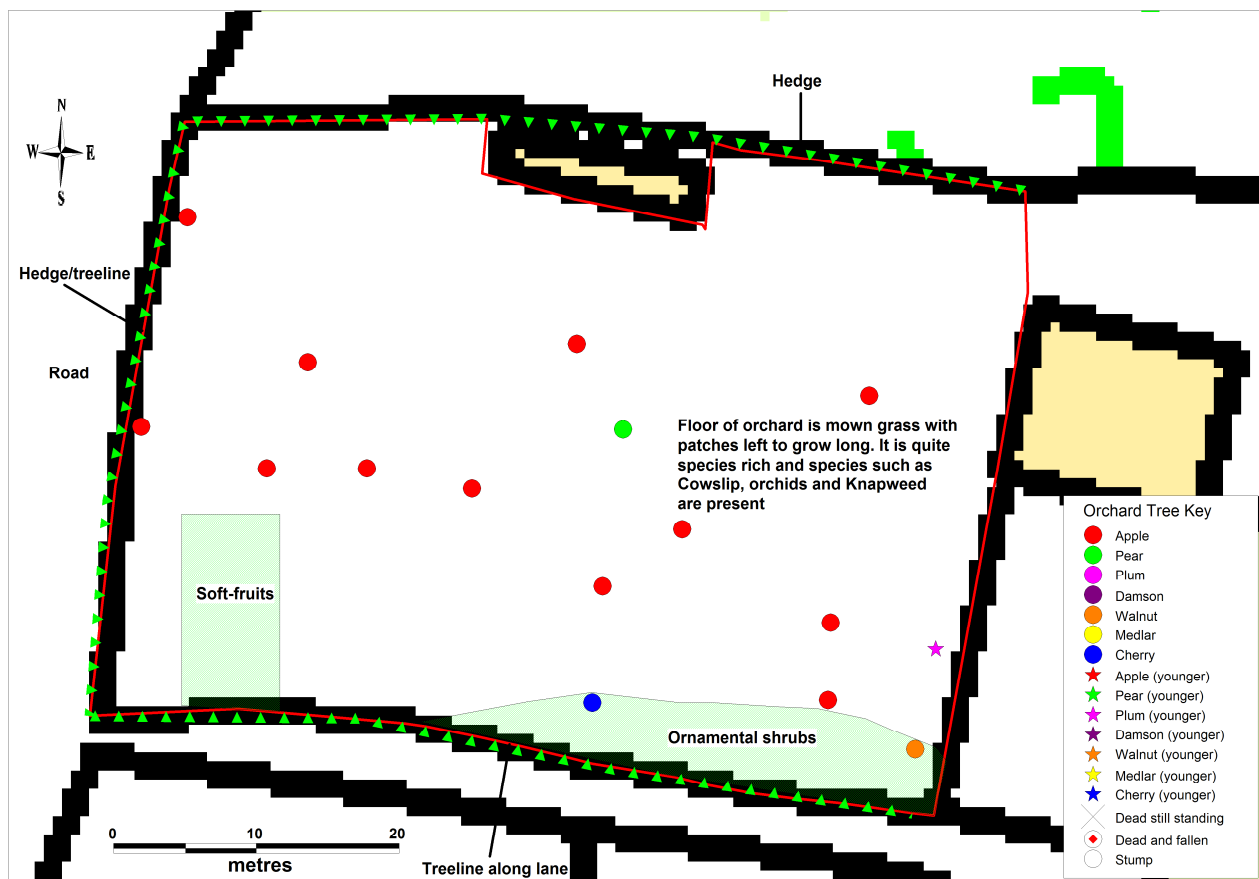 Hedge
N
W E
S
Hedge/treeline
Road
Floor of orchard is mown grass with
patches left to grow long. It is quite
species rich and species such as
Cowslip, orchids and Knapweed
are present
Soft-fruits
Ornamental shrubs
0 10 20
metres
Treeline along lane
Orchard Tree Key
Apple
Pear
Plum
Damson
Walnut
Medlar
Cherry
Apple (younger)
Pear (younger)
Plum (younger)
Damson (younger)
Walnut (younger)
Medlar (younger)
Cherry (younger)
Dead still standing
Dead and fallen
Stump